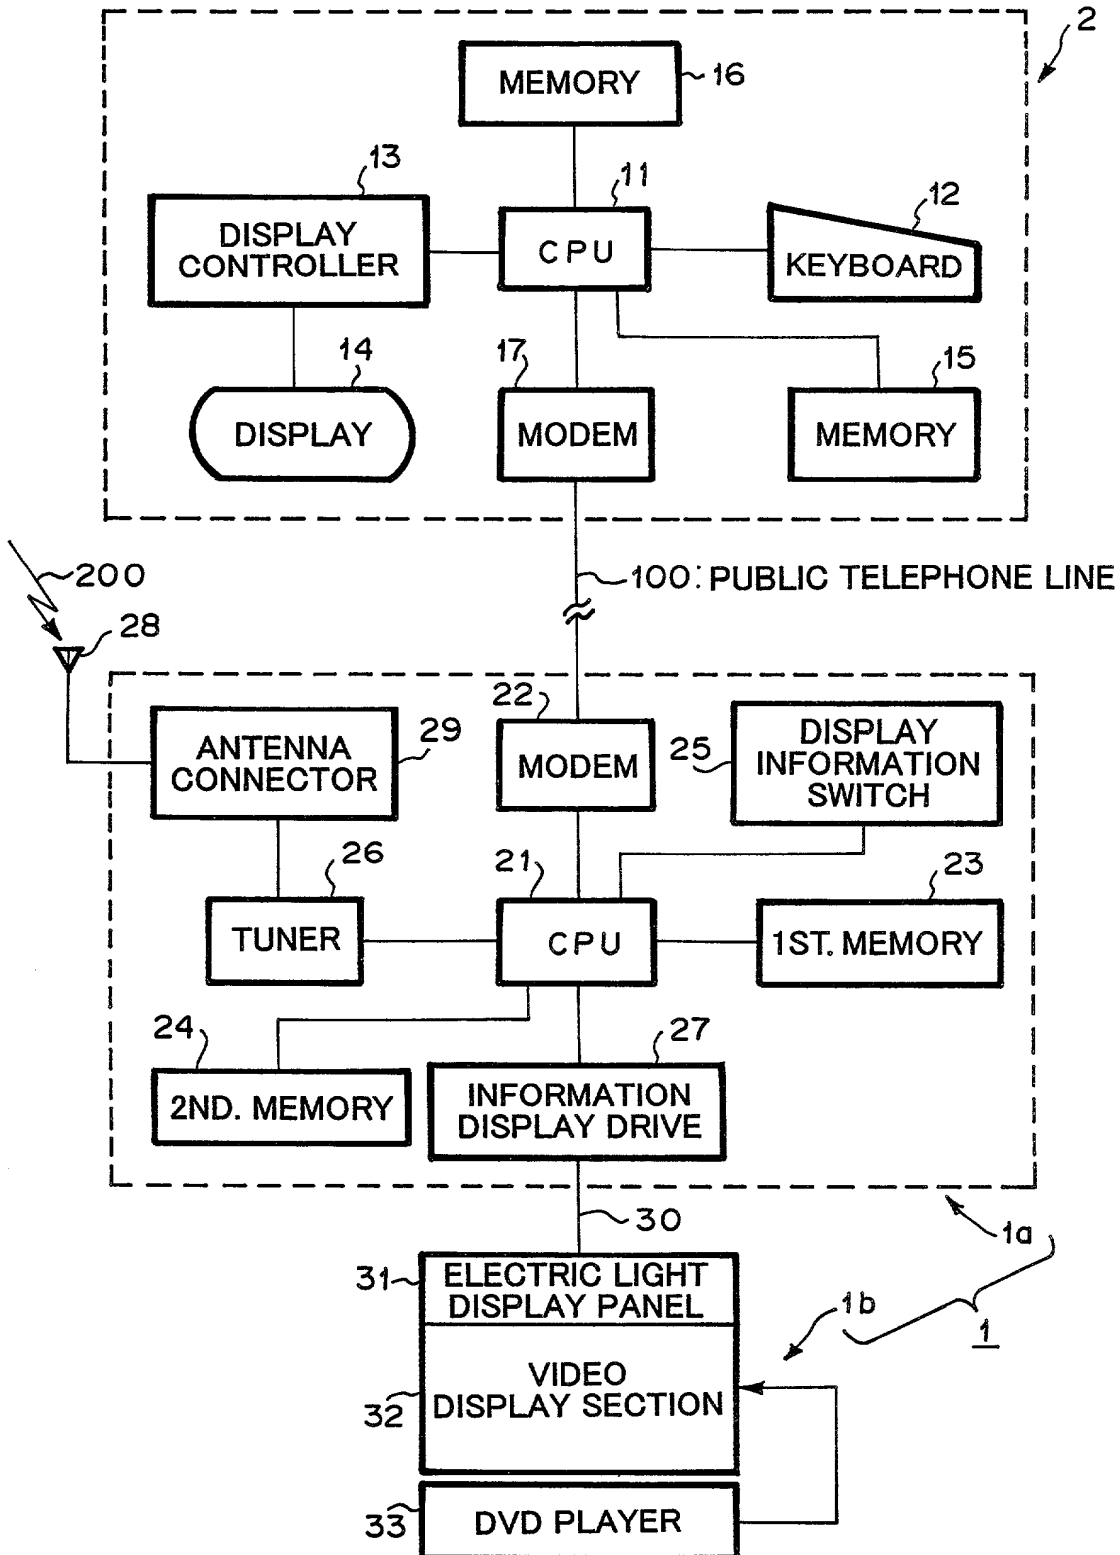 2
MEMORY
16
13
11
12
DISPLAY
CONTROLLER
CPU
KEYBOARD
14
17
15
DISPLAY
MODEM
MEMORY
200
100: PUBLIC TELEPHONE LINE
28
22
ANTENNA
CONNECTOR
29
MODEM
25
DISPLAY
INFORMATION
SWITCH
26
21
23
TUNER
CPU
1ST. MEMORY
24
27
2ND. MEMORY
INFORMATION
DISPLAY DRIVE
30
1a
31
ELECTRIC LIGHT
DISPLAY PANEL
1b
1
VIDEO
DISPLAY SECTION
32
33
DVD PLAYER